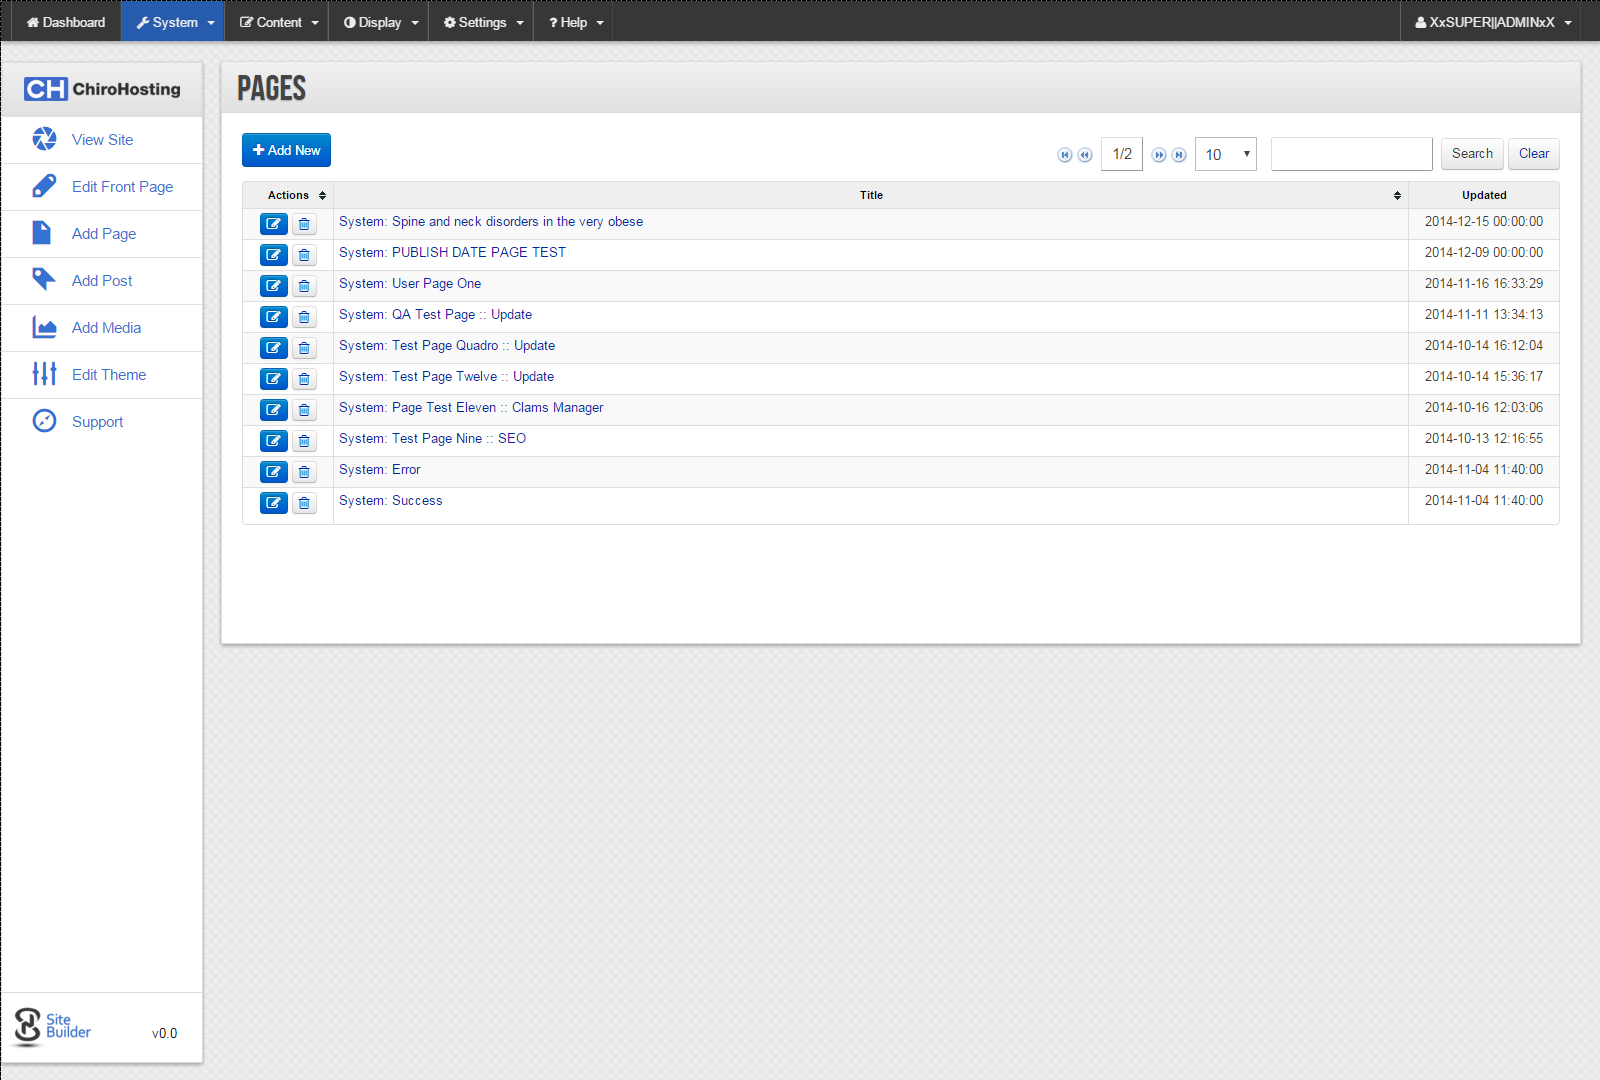 Dashboard System Content Display Settings ? Help XxSUPER||ADMINxX
CH ChiroHosting
View Site
Edit Front Page
Add Page
Add Post
Add Media
Edit Theme
Support
Site
Builder
v0.0
PAGES
+ Add New 1/2 10 Search Clear
Actions Title Updated
System: Spine and neck disorders in the very obese 2014-12-15 00:00:00
System: PUBLISH DATE PAGE TEST 2014-12-09 00:00:00
System: User Page One 2014-11-16 16:33:29
System: QA Test Page :: Update 2014-11-11 13:34:13
System: Test Page Quadro :: Update 2014-10-14 16:12:04
System: Test Page Twelve :: Update 2014-10-14 15:36:17
System: Page Test Eleven :: Clams Manager 2014-10-16 12:03:06
System: Test Page Nine :: SEO 2014-10-13 12:16:55
System: Error 2014-11-04 11:40:00
System: Success 2014-11-04 11:40:00